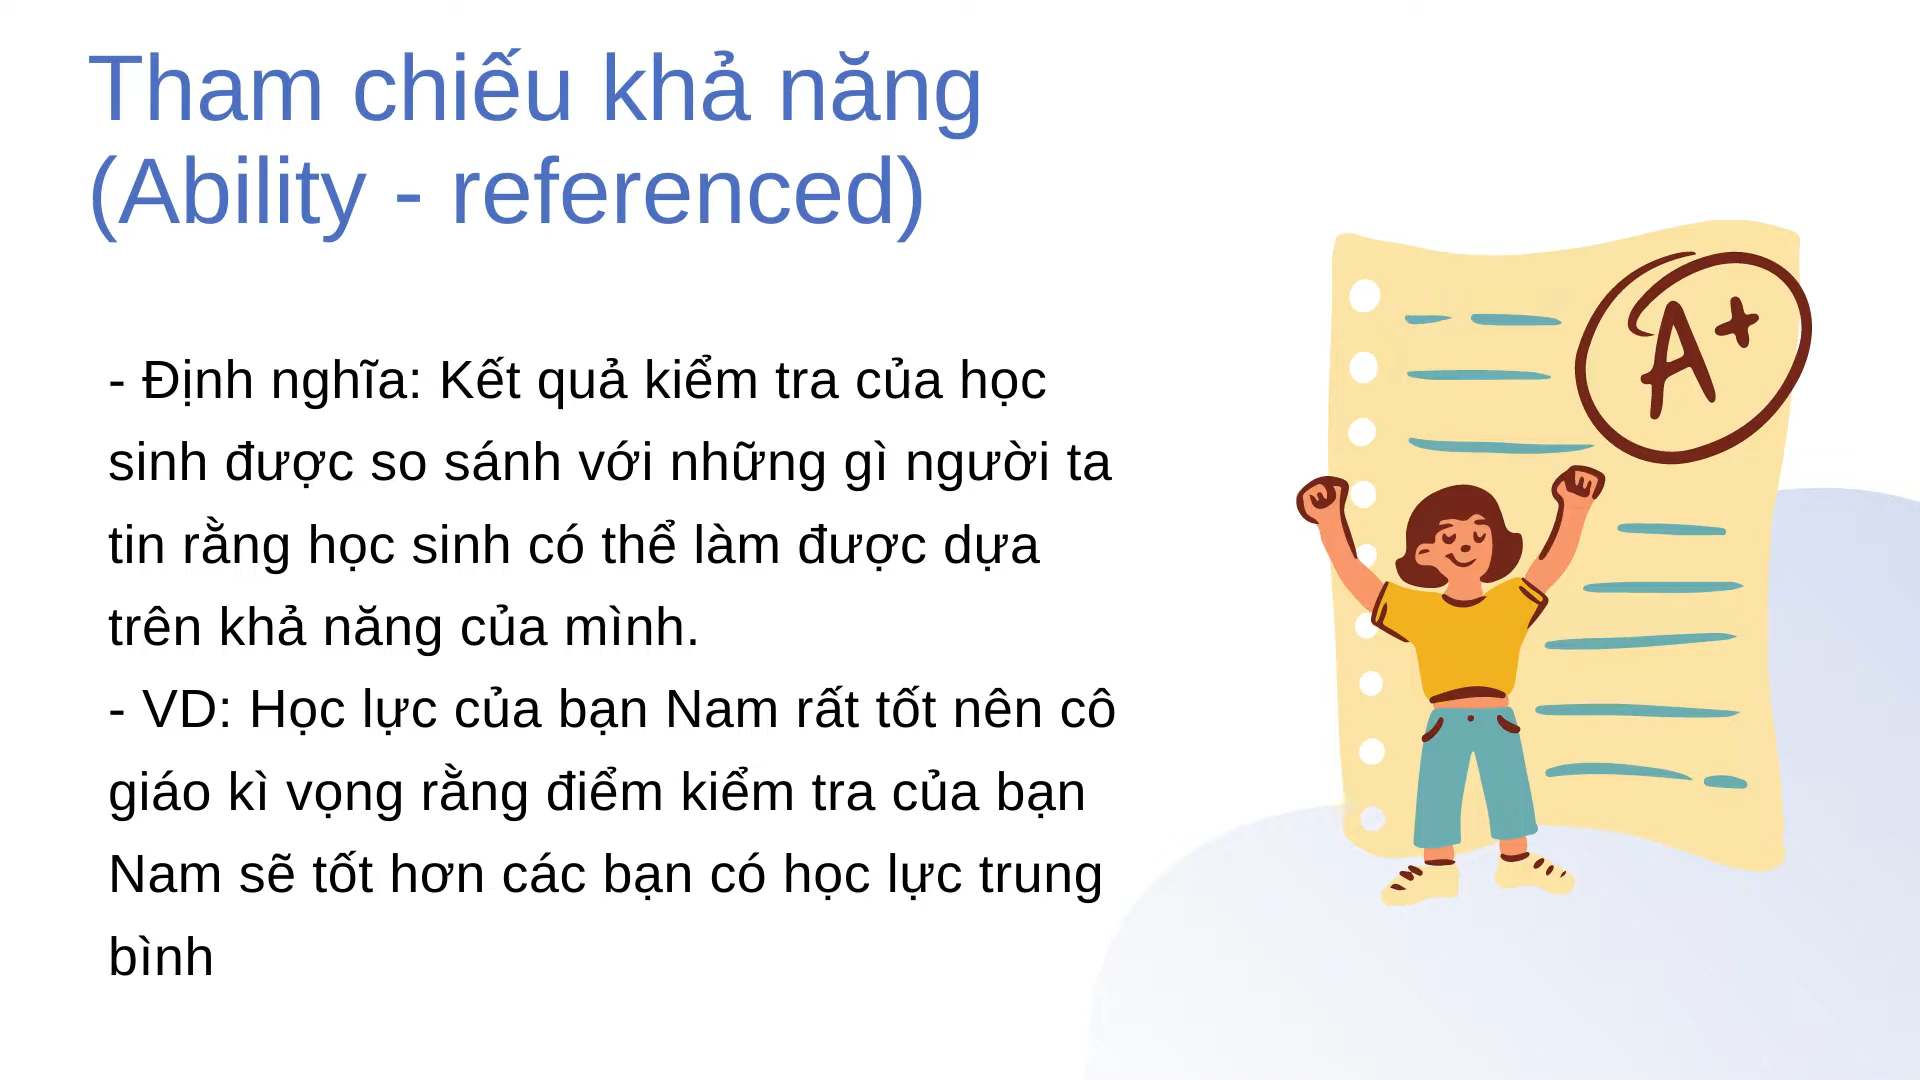 Tham chiếu khả năng
(Ability - referenced)
- Định nghĩa: Kết quả kiểm tra của học
sinh được so sánh với những gì người ta
tin rằng học sinh có thể làm được dựa
trên khả năng của mình.
- VD: Học lực của bạn Nam rất tốt nên cô
giáo kì vọng rằng điểm kiểm tra của bạn
Nam sẽ tốt hơn các bạn có học lực trung
bình
A+